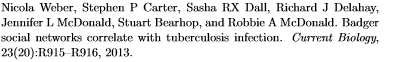 Nicola Weber, Stephen P Carter, Sasha RX Dall, Richard J Delahay,
Jennifer L McDonald, Stuart Bearhop, and Robbie A McDonald. Badger
social networks correlate with tuberculosis infection. Current Biology,
23(20):R915–R916, 2013.